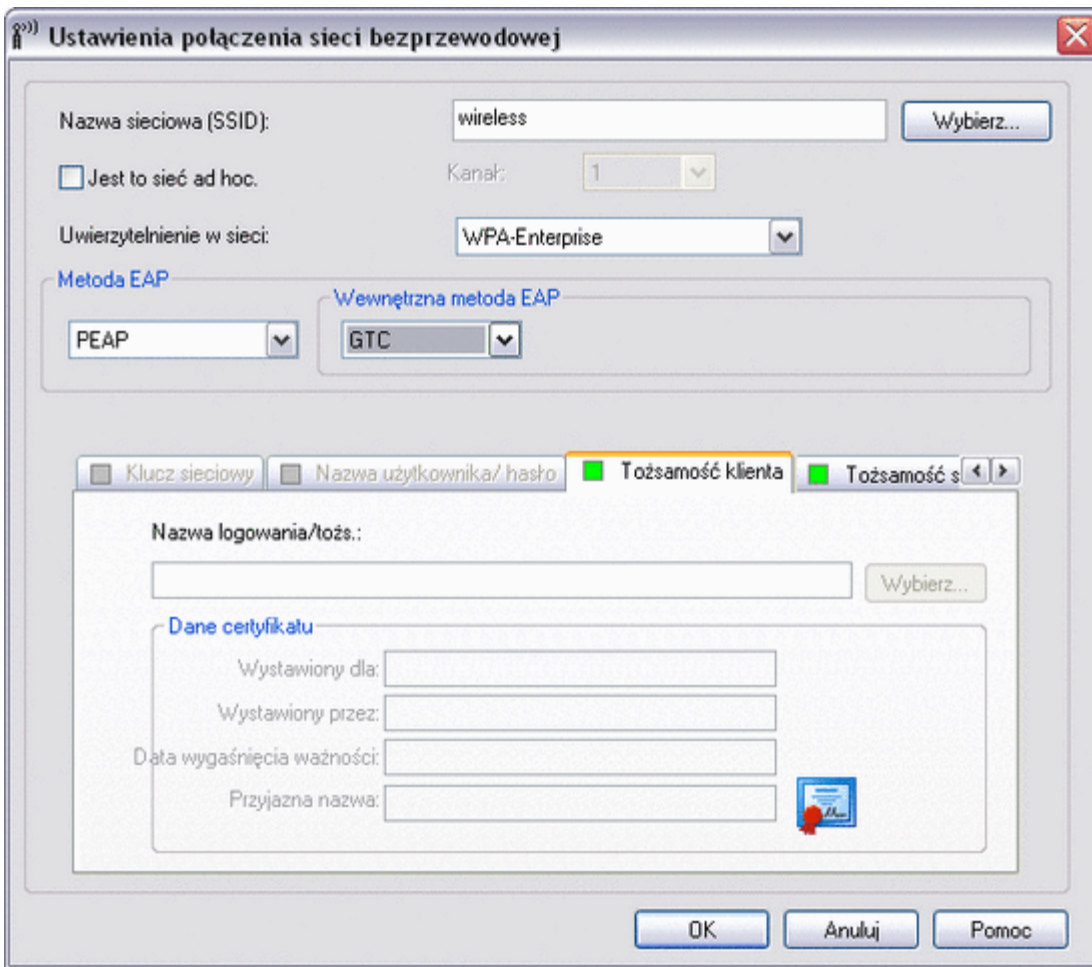 Ustawienia połączenia sieci bezprzewodowej
Nazwa sieciowa (SSID): wireless Wybierz...
Jest to sieć ad hoc. Kanał: 1
Uwierzytelnienie w sieci: WPA-Enterprise
Metoda EAP
Wewnętrzna metoda EAP
PEAP GTC
Klucz sieciowy Nazwa użytkownika/ hasło Tożsamość klienta Tożsamość s
Nazwa logowania/tożs.:
Wybierz...
Dane certyfikatu
Wystawiony dla:
Wystawiony przez:
Data wygaśnięcia ważności:
Przyjazna nazwa:
OK Anuluj Pomoc